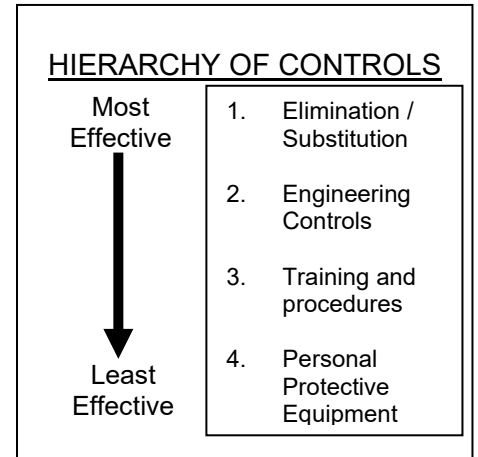 HIERARCHY OF CONTROLS
Most
Effective
Least
Effective
1. Elimination /
Substitution
2. Engineering
Controls
3. Training and
procedures
4. Personal
Protective
Equipment